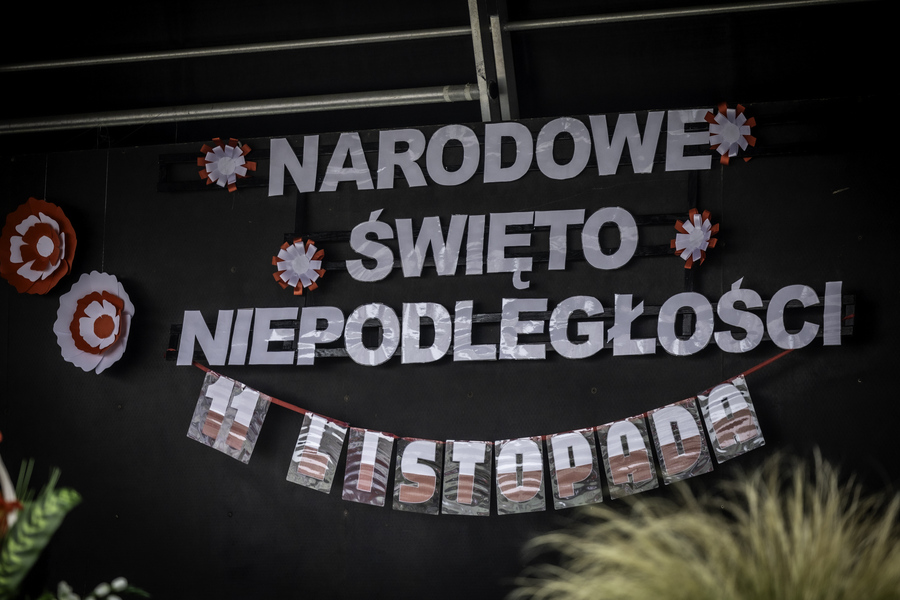 NARODOWE
ŚWIĘTO
NIEPODLEGŁOŚCI
11 LISTOPADA